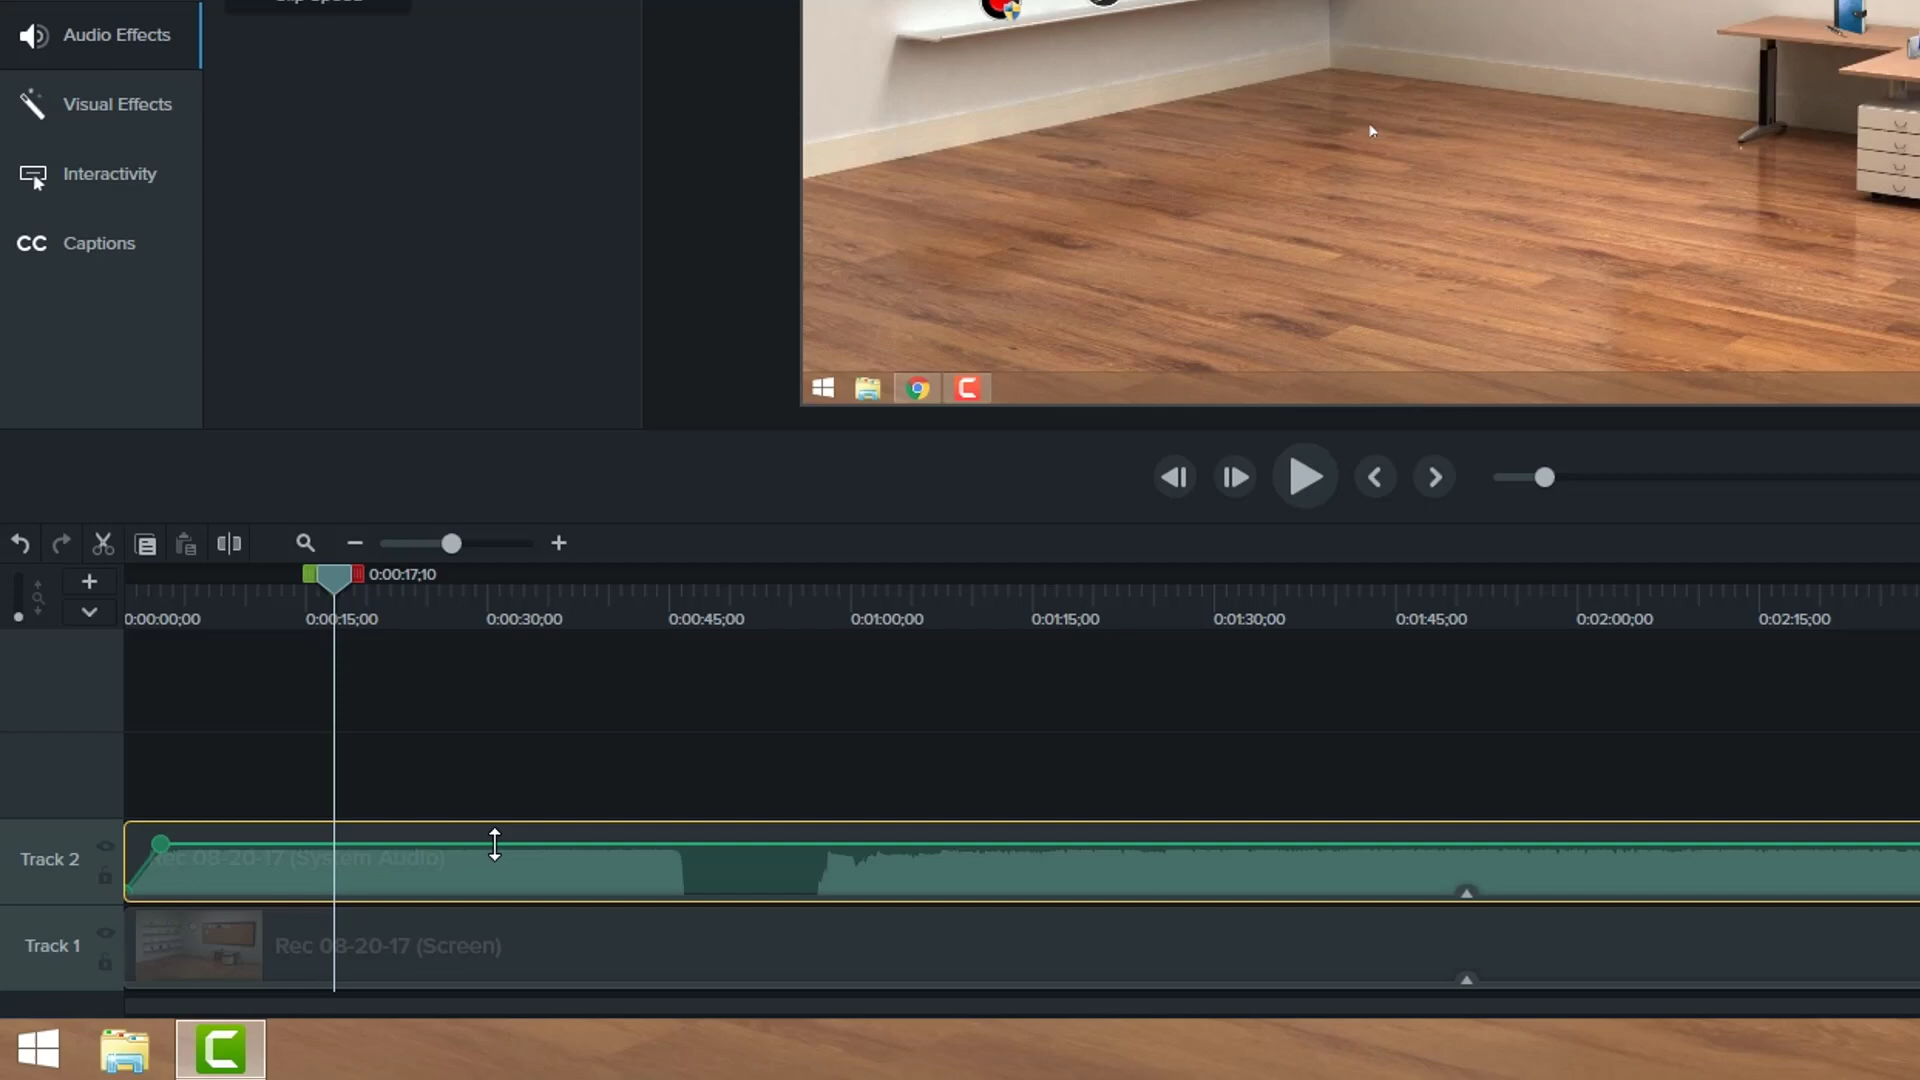 Clip Speed
Audio Effects
Visual Effects
Interactivity
CC Captions
0:00:17;10
0:00:00;00 0:00:15;00 0:00:30;00 0:00:45;00 0:01:00;00 0:01:15;00 0:01:30;00 0:01:45;00 0:02:00;00 0:02:15;00
Track 2
Rec 08-20-17 (System Audio)
Track 1
Rec 08-20-17 (Screen)